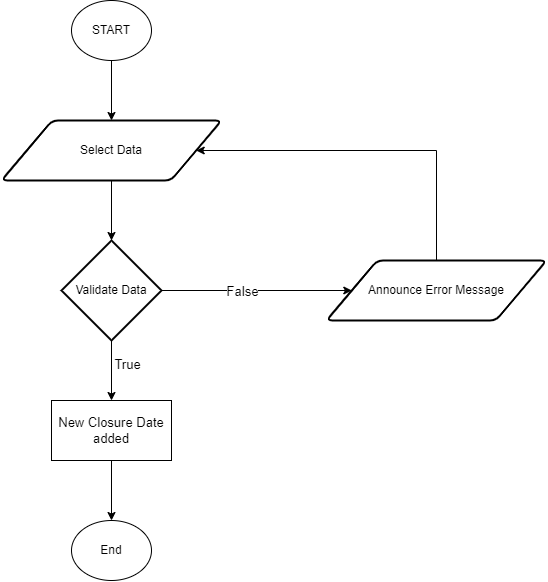 START
Select Data
Validate Data
False
Announce Error Message
True
New Closure Date
added
End